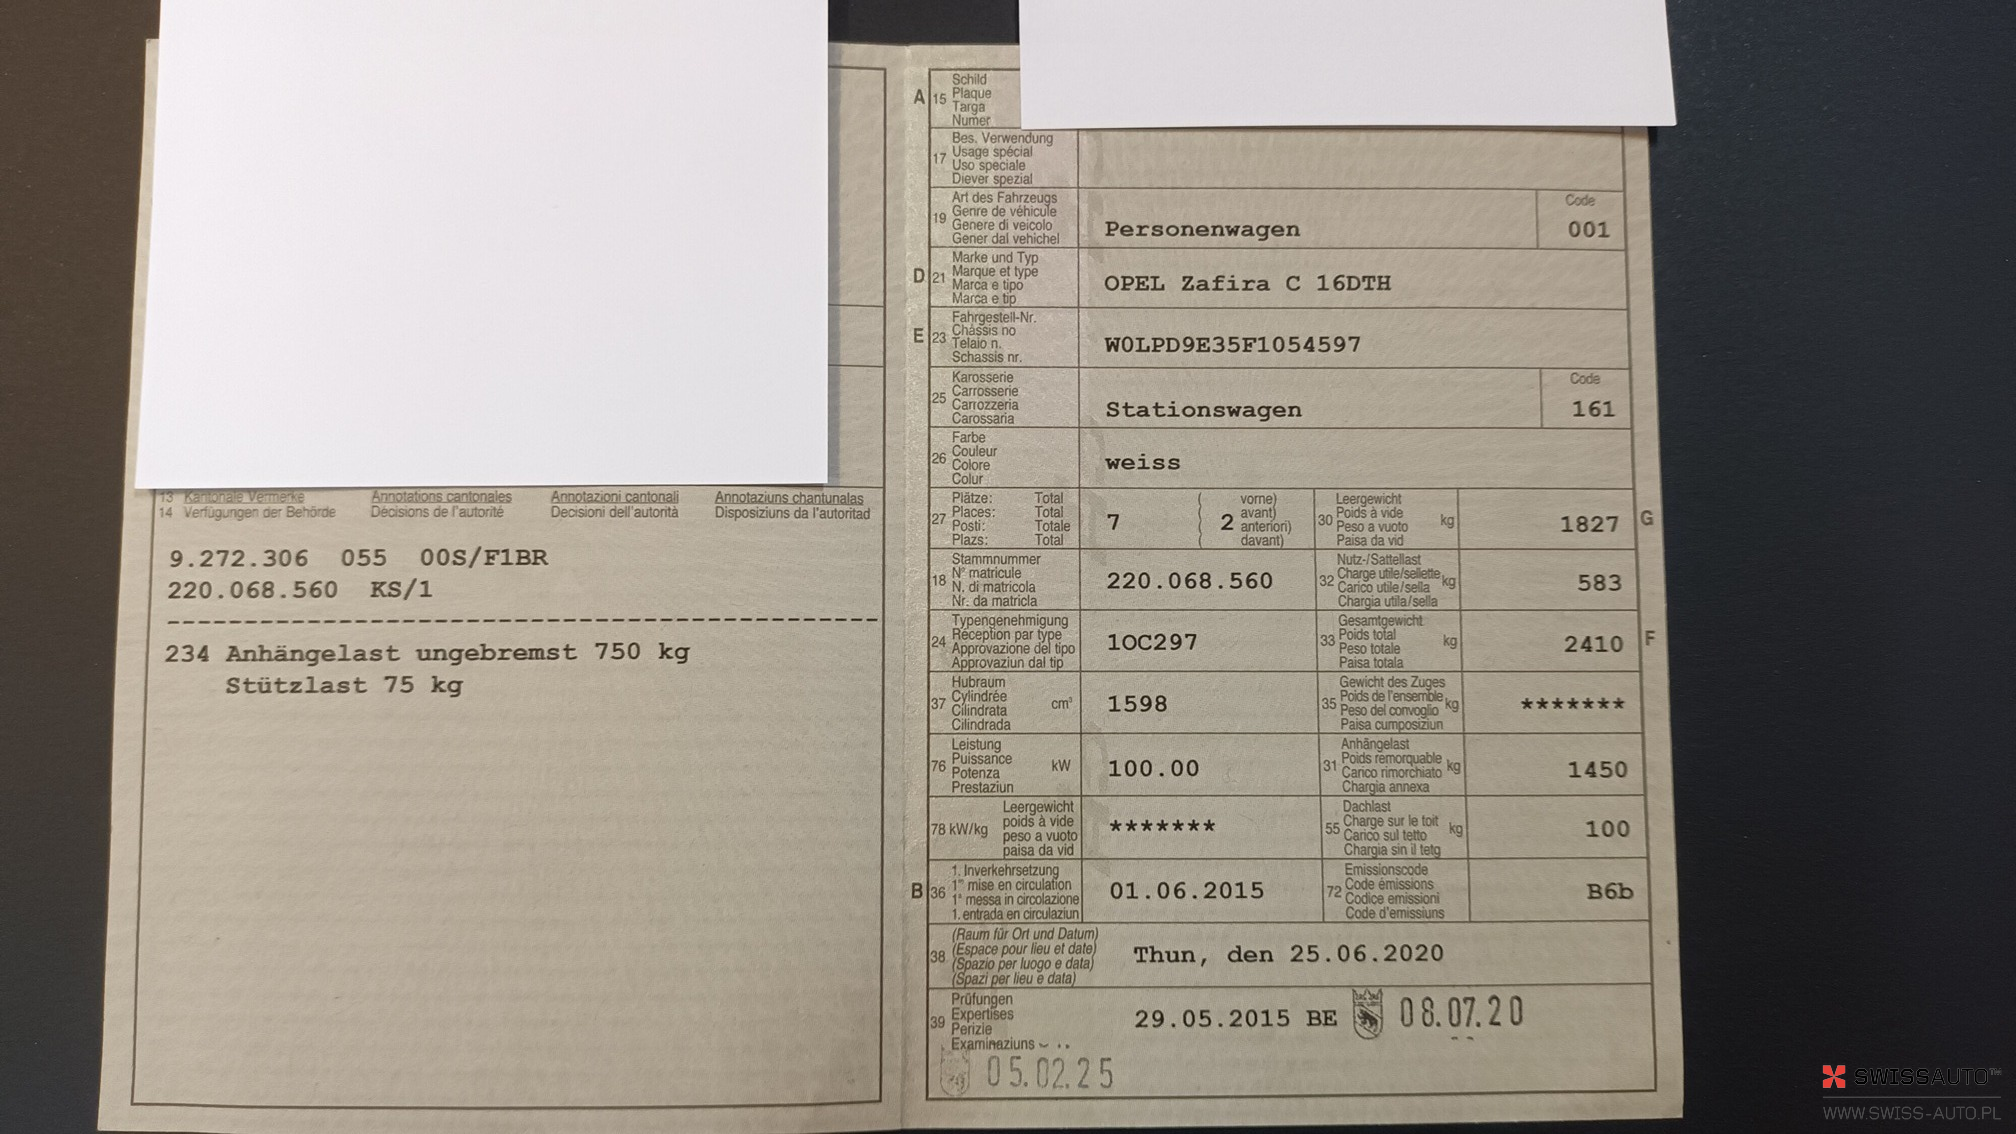 13 Kantonale Vermerke Annotations cantonales Annotazioni cantonali Annotaziuns chantunalas
14 Verfügungen der Behörde Décisions de l'autorité Decisioni dell'autorità Disposiziuns da l'autoritad
9.272.306 055 00S/F1BR
220.068.560 KS/1
234 Anhängelast ungebremst 750 kg
Stützlast 75 kg
A 15 Schild
Plaque
Targa
Numer
17 Bes. Verwendung
Usage spécial
Uso speciale
Diever spezial
19 Art des Fahrzeugs
Genre de véhicule
Genere di veicolo
Gener dal vehichel
Personenwagen
Code
001
D 21 Marke und Typ
Marque et type
Marca e tipo
Marca e tip
OPEL Zafira C 16DTH
E 23 Fahrgestell-Nr.
Châssis no
Telaio n.
Schassis nr.
W0LPD9E35F1054597
25 Karosserie
Carrosserie
Carrozzeria
Carossaria
Stationswagen
Code
161
26 Farbe
Couleur
Colore
Colur
weiss
27 Plätze: Total
Places: Total
Posti: Totale
Plazs: Total
7 ( 2 vorne)
( avant)
( anteriori)
( davant)
30 Leergewicht
Poids à vide
Peso a vuoto
Paisa da vid
kg
1827 G
18 Stammnummer
N° matricule
N. di matricola
Nr. da matricla
220.068.560
32 Nutz-/Sattellast
Charge utile/sellette
Carico utile/sella
Chargia utila/sella
kg
583
24 Typengenehmigung
Réception par type
Approvazione del tipo
Approvaziun dal tip
1OC297
33 Gesamtgewicht
Poids total
Peso totale
Paisa totala
kg
2410 F
37 Hubraum
Cylindrée
Cilindrata
Cilindrada
cm³
1598
35 Gewicht des Zuges
Poids de l'ensemble
Peso del convoglio
Paisa cumposiziun
kg
*******
76 Leistung
Puissance
Potenza
Prestaziun
kW
100.00
31 Anhängelast
Poids remorquable
Carico rimorchiato
Chargia annexa
kg
1450
78 kW/kg Leergewicht
poids à vide
peso a vuoto
paisa da vid
*******
55 Dachlast
Charge sur le toit
Carico sul tetto
Chargia sin il tetg
kg
100
B 36 1. Inverkehrsetzung
1re mise en circulation
1a messa in circolazione
1. entrada en circulaziun
01.06.2015
72 Emissionscode
Code émissions
Codice emissioni
Code d'emissiuns
B6b
38 (Raum für Ort und Datum)
(Espace pour lieu et date)
(Spazio per luogo e data)
(Spazi per lieu e data)
Thun, den 25.06.2020
39 Prüfungen
Expertises
Perizie
Examinaziuns
29.05.2015 BE 08.07.20
05.02.25
SWISSAUTO™
WWW.SWISS-AUTO.PL